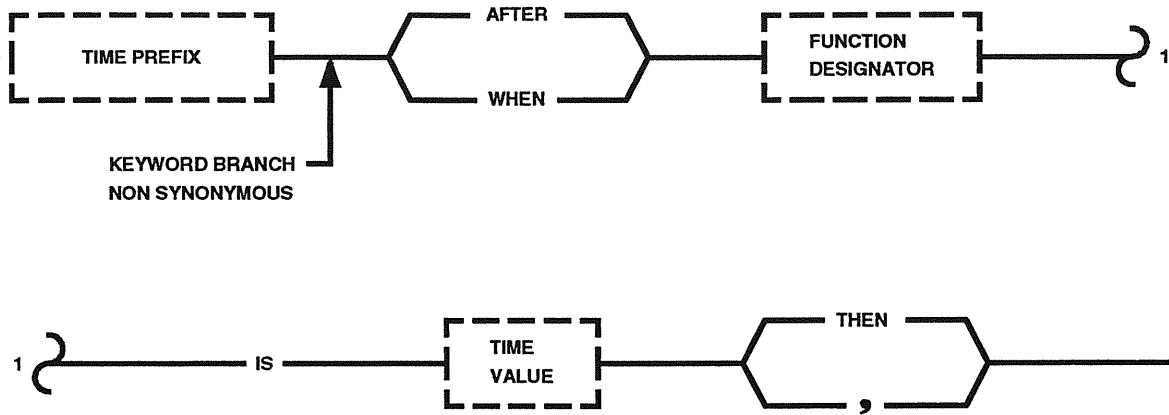 TIME PREFIX
AFTER
WHEN
FUNCTION
DESIGNATOR
1
KEYWORD BRANCH
NON SYNONYMOUS
1
IS
TIME
VALUE
THEN
,